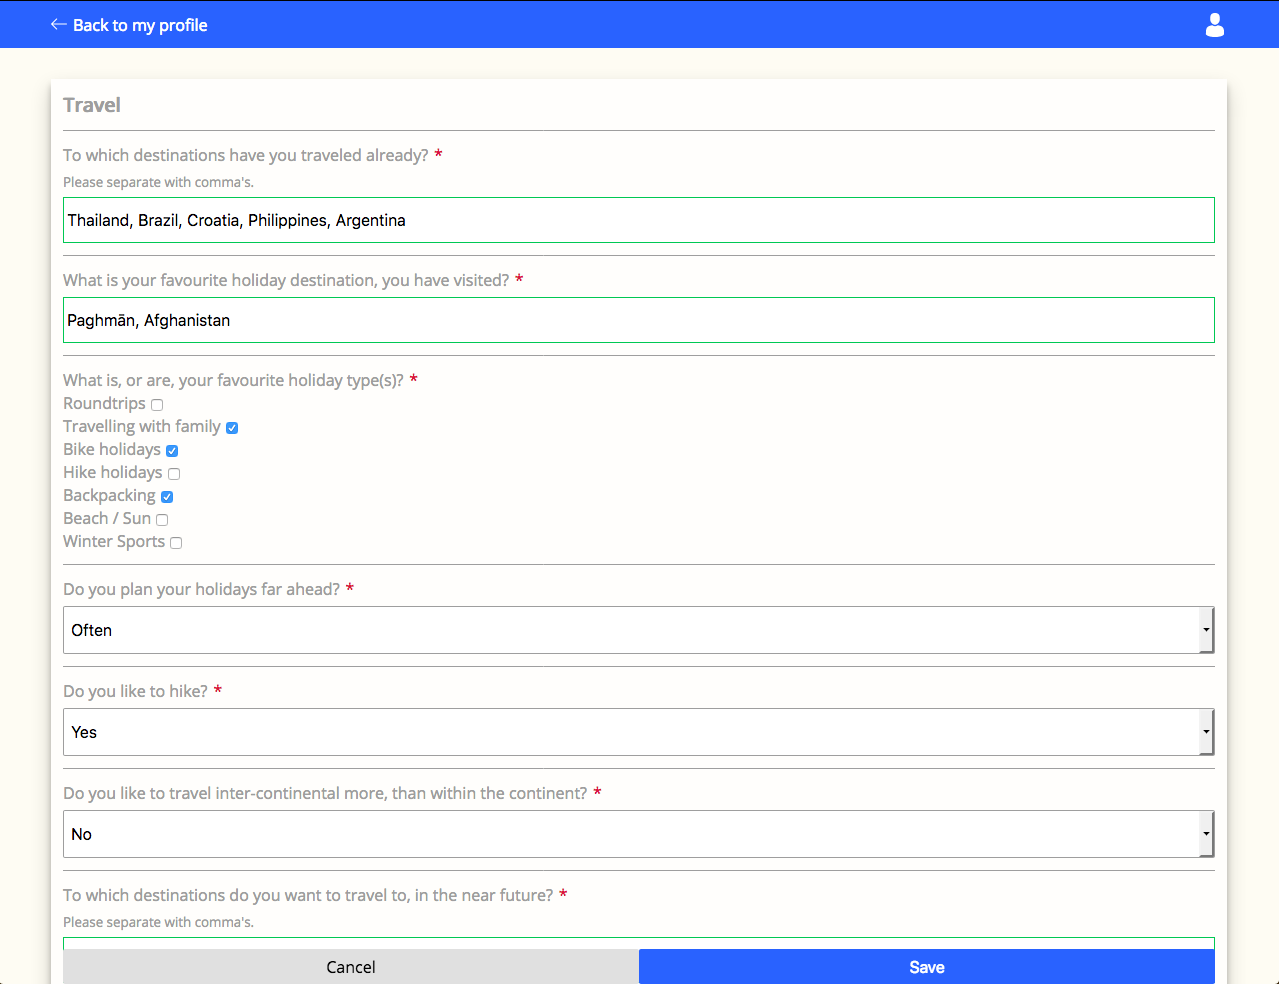 Back to my profile
Travel
To which destinations have you traveled already? *
Please separate with comma's.
Thailand, Brazil, Croatia, Philippines, Argentina
What is your favourite holiday destination, you have visited? *
Paghmān, Afghanistan
What is, or are, your favourite holiday type(s)? *
Roundtrips
Travelling with family
Bike holidays
Hike holidays
Backpacking
Beach / Sun
Winter Sports
Do you plan your holidays far ahead? *
Often
Do you like to hike? *
Yes
Do you like to travel inter-continental more, than within the continent? *
No
To which destinations do you want to travel to, in the near future? *
Please separate with comma's.
Cancel
Save